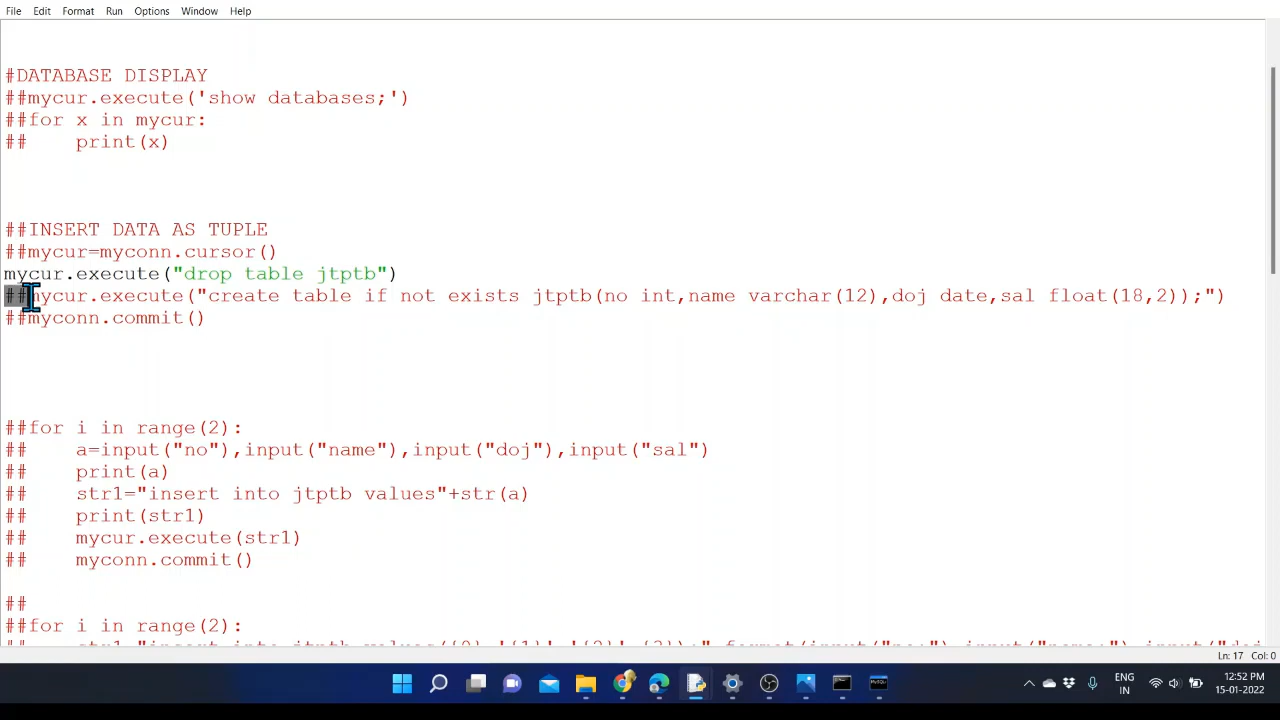 File Edit Format Run Options Window Help
#DATABASE DISPLAY
##mycur.execute('show databases;')
##for x in mycur:
##    print(x)
##INSERT DATA AS TUPLE
##mycur=myconn.cursor()
mycur.execute("drop table jtptb")
##mycur.execute("create table if not exists jtptb(no int,name varchar(12),doj date,sal float(18,2));")
##myconn.commit()
##for i in range(2):
##    a=input("no"),input("name"),input("doj"),input("sal")
##    print(a)
##    str1="insert into jtptb values"+str(a)
##    print(str1)
##    mycur.execute(str1)
##    myconn.commit()
##
##for i in range(2):
Ln: 17 Col: 0
ENG
IN
12:52 PM
15-01-2022